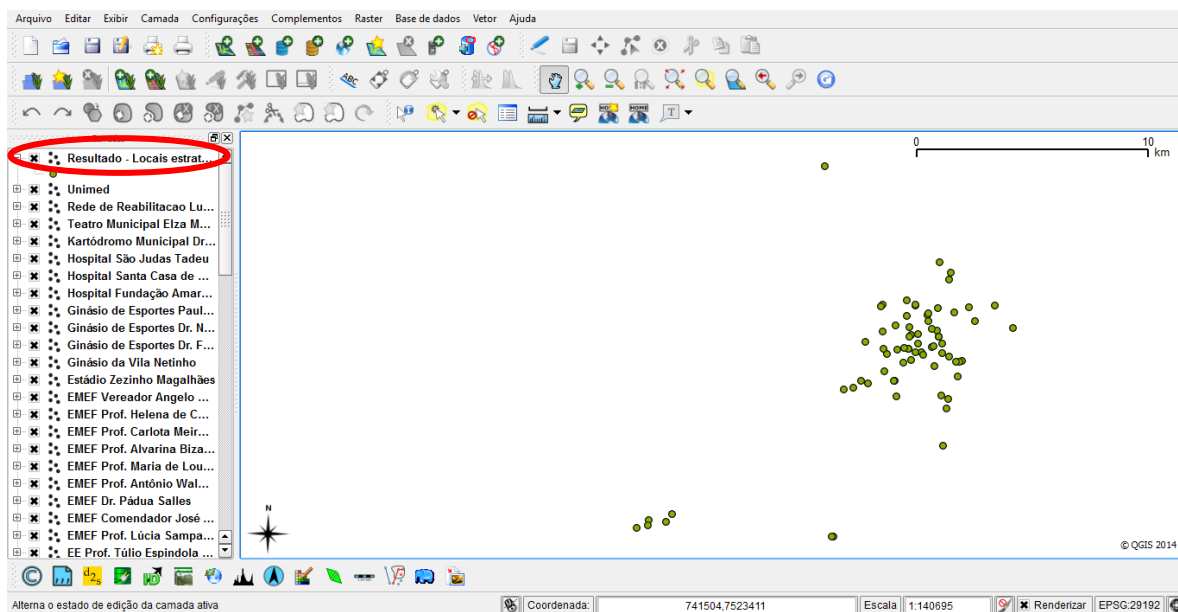 Arquivo Editar Exibir Camada Configurações Complementos Raster Base de dados Vetor Ajuda
0 10
km
Resultado - Locais estrat...
Unimed
Rede de Reabilitacao Lu...
Teatro Municipal Elza M...
Kartódromo Municipal Dr...
Hospital São Judas Tadeu
Hospital Santa Casa de ...
Hospital Fundação Amar...
Ginásio de Esportes Paul...
Ginásio de Esportes Dr. N...
Ginásio de Esportes Dr. F...
Ginásio da Vila Netinho
Estádio Zezinho Magalhães
EMEF Vereador Angelo ...
EMEF Prof. Helena de C...
EMEF Prof. Carlota Meir...
EMEF Prof. Alvarina Biza...
EMEF Prof. Maria de Lou...
EMEF Prof. Antônio Wal...
EMEF Dr. Pádua Salles
EMEF Comendador José ...
EMEF Prof. Lúcia Sampa...
EE Prof. Túlio Espindola ...
N
© QGIS 2014
Alterna o estado de edição da camada ativa Coordenada: 741504,7523411 Escala 1:140695 Renderizar EPSG:29192